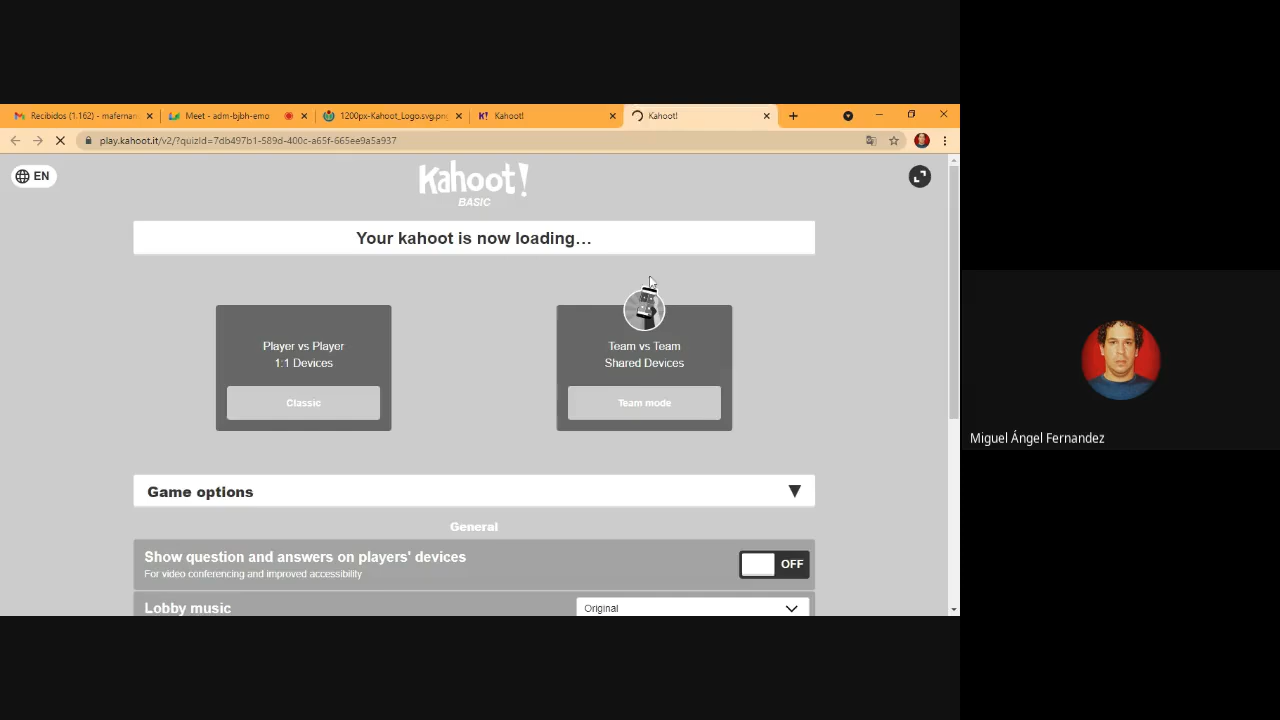 Recibidos (1.162) - mafernan
Meet - adm-bjbh-emo
1200px-Kahoot_Logo.svg.png
K! Kahoot!
Kahoot!
play.kahoot.it/v2/?quizId=7db497b1-589d-400c-a65f-665ee9a5a937
EN
Kahoot!
BASIC
Your kahoot is now loading...
Player vs Player
1:1 Devices
Classic
Team vs Team
Shared Devices
Team mode
Game options
General
Show question and answers on players' devices
For video conferencing and improved accessibility
OFF
Lobby music
Original
Miguel Ángel Fernandez